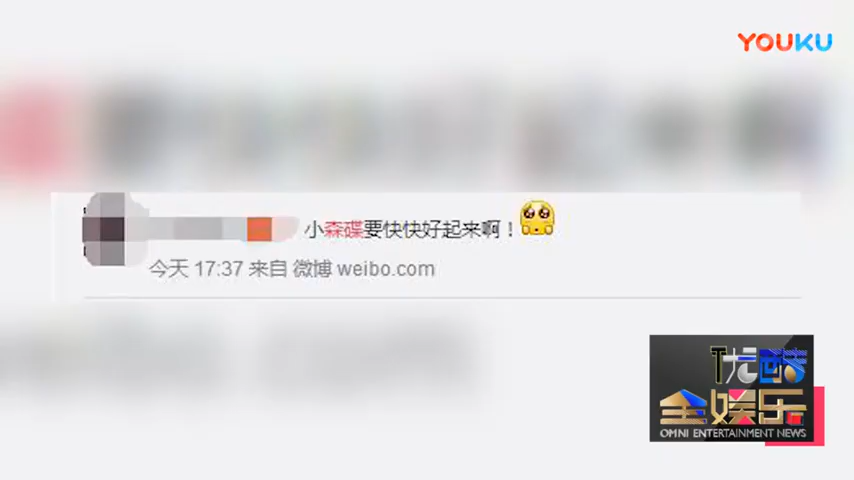 YOUKU
小森碟要快快好起来啊！
今天 17:37 来自 微博 weibo.com
优酷
全娱乐
OMNI ENTERTAINMENT NEWS